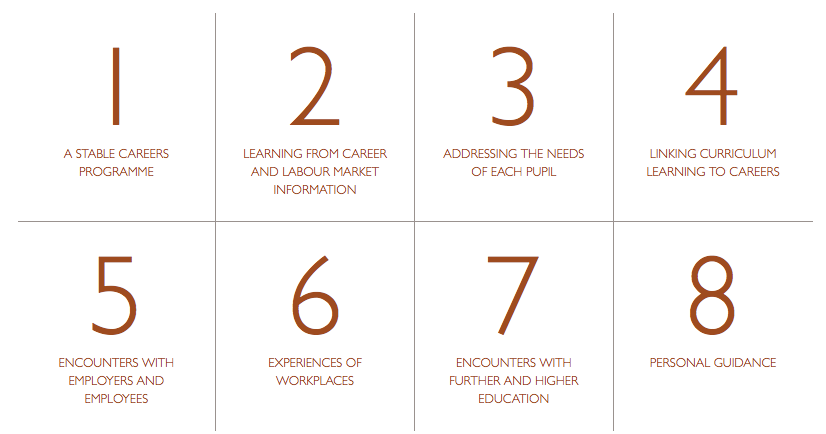 1
A STABLE CAREERS
PROGRAMME
2
LEARNING FROM CAREER
AND LABOUR MARKET
INFORMATION
3
ADDRESSING THE NEEDS
OF EACH PUPIL
4
LINKING CURRICULUM
LEARNING TO CAREERS
5
ENCOUNTERS WITH
EMPLOYERS AND
EMPLOYEES
6
EXPERIENCES OF
WORKPLACES
7
ENCOUNTERS WITH
FURTHER AND HIGHER
EDUCATION
8
PERSONAL GUIDANCE